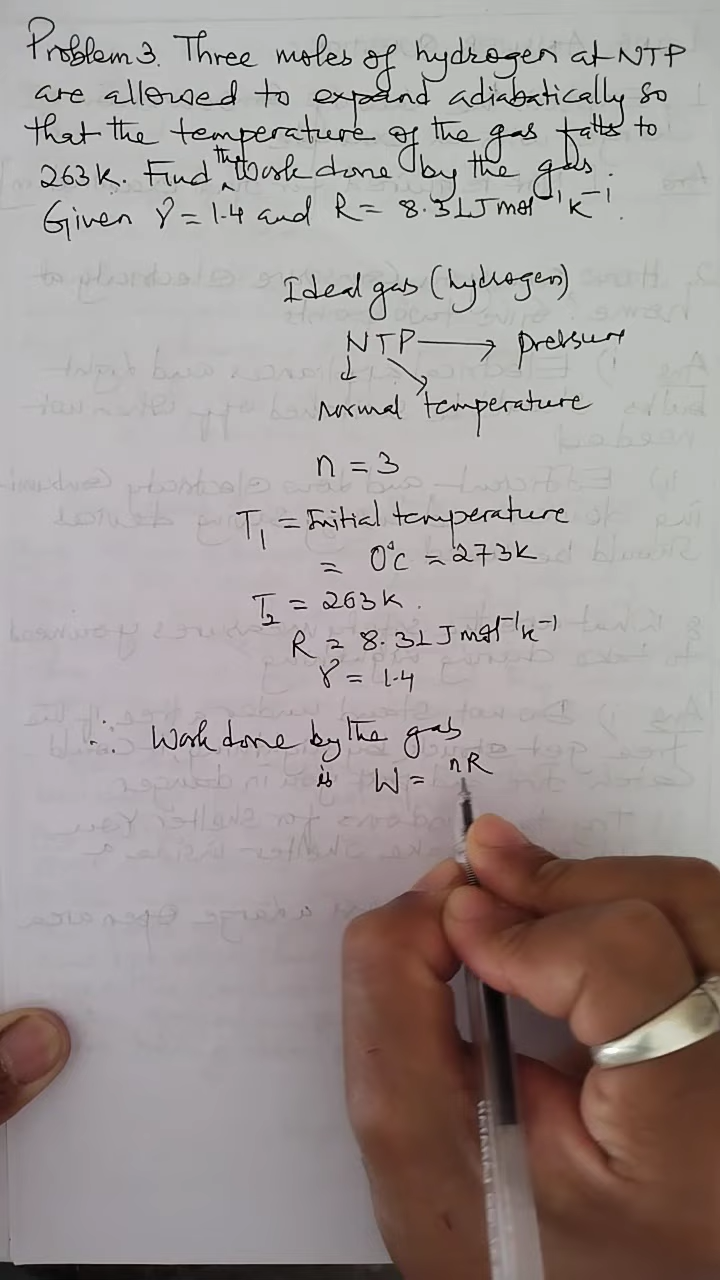 Problem 3. Three moles of hydrogen at NTP
are allowed to expand adiabatically so
that the temperature of the gas falls to
263 K. Find the work done by the gas.
Given γ = 1.4 and R = 8.31 J mol⁻¹ K⁻¹.
Ideal gas (hydrogen)
NTP → pressure
↓ ↘
Normal temperature
n = 3
T₁ = Initial temperature
= 0°C = 273K
T₂ = 263K.
R = 8.31 J mol⁻¹ K⁻¹
γ = 1.4
∴ Work done by the gas
is W = nR